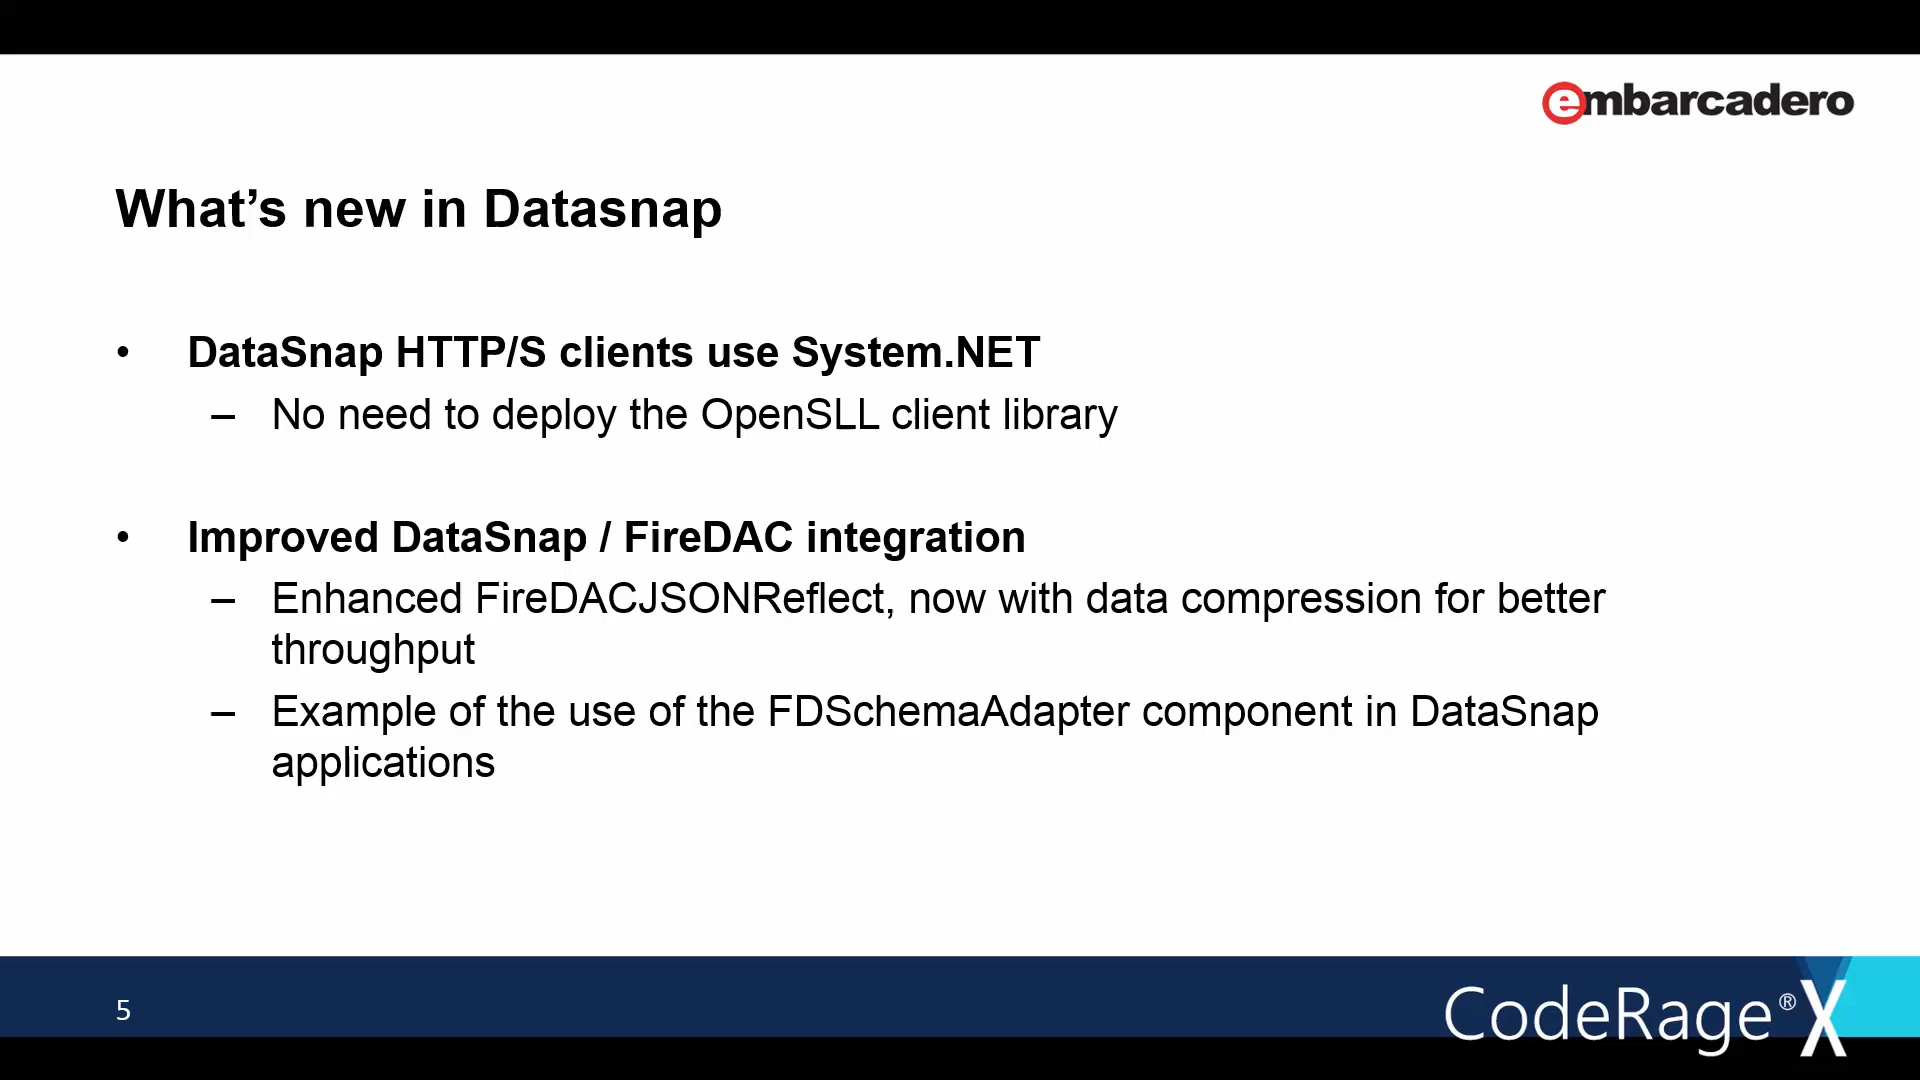 embarcadero
What’s new in Datasnap
• DataSnap HTTP/S clients use System.NET
– No need to deploy the OpenSLL client library
• Improved DataSnap / FireDAC integration
– Enhanced FireDACJSONReflect, now with data compression for better
throughput
– Example of the use of the FDSchemaAdapter component in DataSnap
applications
5
CodeRage® X